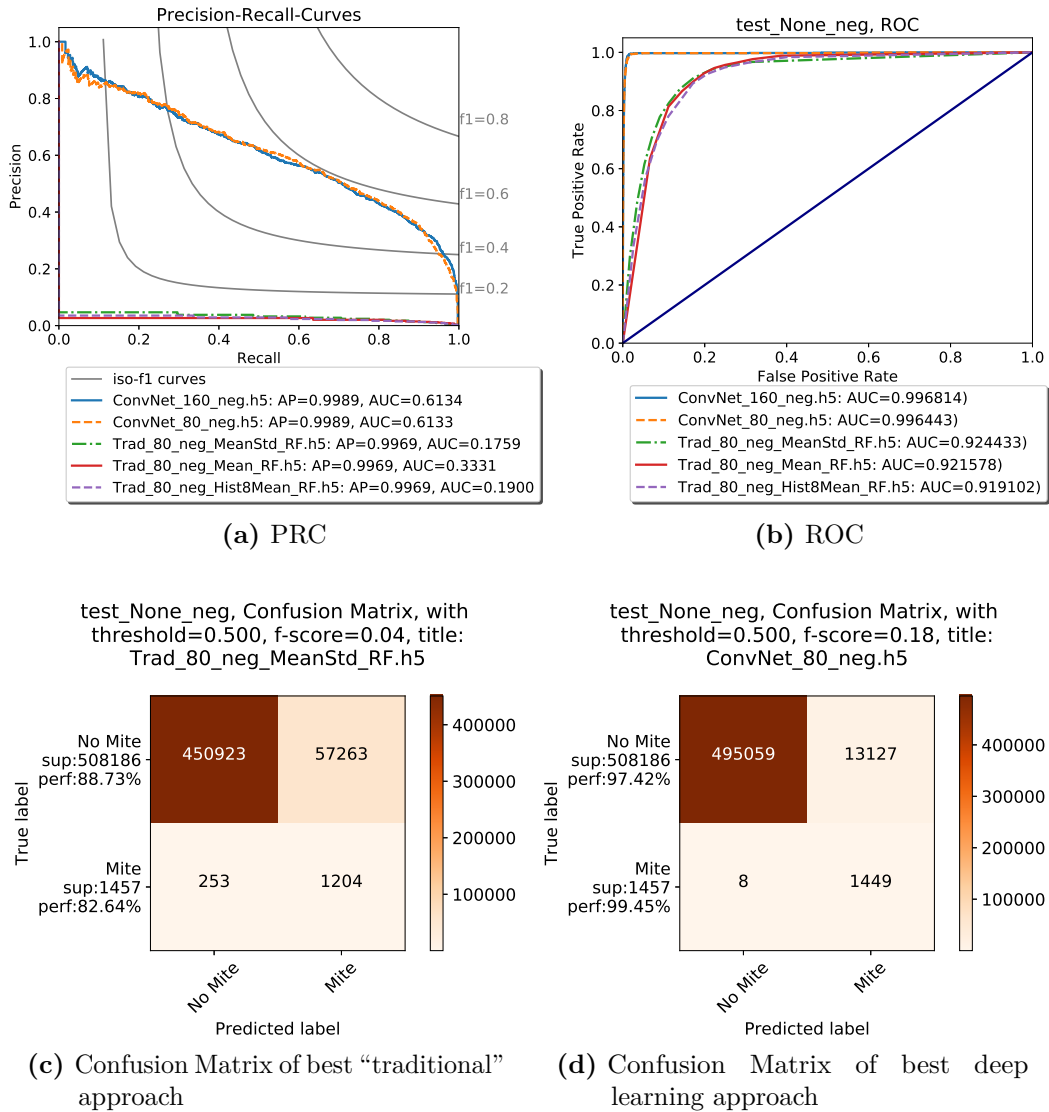 Precision-Recall-Curves
1.0
0.8
0.6
0.4
0.2
0.0
Precision
f1=0.8
f1=0.6
f1=0.4
f1=0.2
0.0 0.2 0.4 0.6 0.8 1.0
Recall
iso-f1 curves
ConvNet_160_neg.h5: AP=0.9989, AUC=0.6134
ConvNet_80_neg.h5: AP=0.9989, AUC=0.6133
Trad_80_neg_MeanStd_RF.h5: AP=0.9969, AUC=0.1759
Trad_80_neg_Mean_RF.h5: AP=0.9969, AUC=0.3331
Trad_80_neg_Hist8Mean_RF.h5: AP=0.9969, AUC=0.1900
(a) PRC
test_None_neg, ROC
1.0
0.8
0.6
0.4
0.2
0.0
True Positive Rate
0.0 0.2 0.4 0.6 0.8 1.0
False Positive Rate
ConvNet_160_neg.h5: AUC=0.996814)
ConvNet_80_neg.h5: AUC=0.996443)
Trad_80_neg_MeanStd_RF.h5: AUC=0.924433)
Trad_80_neg_Mean_RF.h5: AUC=0.921578)
Trad_80_neg_Hist8Mean_RF.h5: AUC=0.919102)
(b) ROC
test_None_neg, Confusion Matrix, with
threshold=0.500, f-score=0.04, title:
Trad_80_neg_MeanStd_RF.h5
True label
No Mite
sup:508186
perf:88.73%
450923 57263
Mite
sup:1457
perf:82.64%
253 1204
400000
300000
200000
100000
No Mite Mite
Predicted label
(c) Confusion Matrix of best “traditional”
approach
test_None_neg, Confusion Matrix, with
threshold=0.500, f-score=0.18, title:
ConvNet_80_neg.h5
True label
No Mite
sup:508186
perf:97.42%
495059 13127
Mite
sup:1457
perf:99.45%
8 1449
400000
300000
200000
100000
No Mite Mite
Predicted label
(d) Confusion Matrix of best deep
learning approach